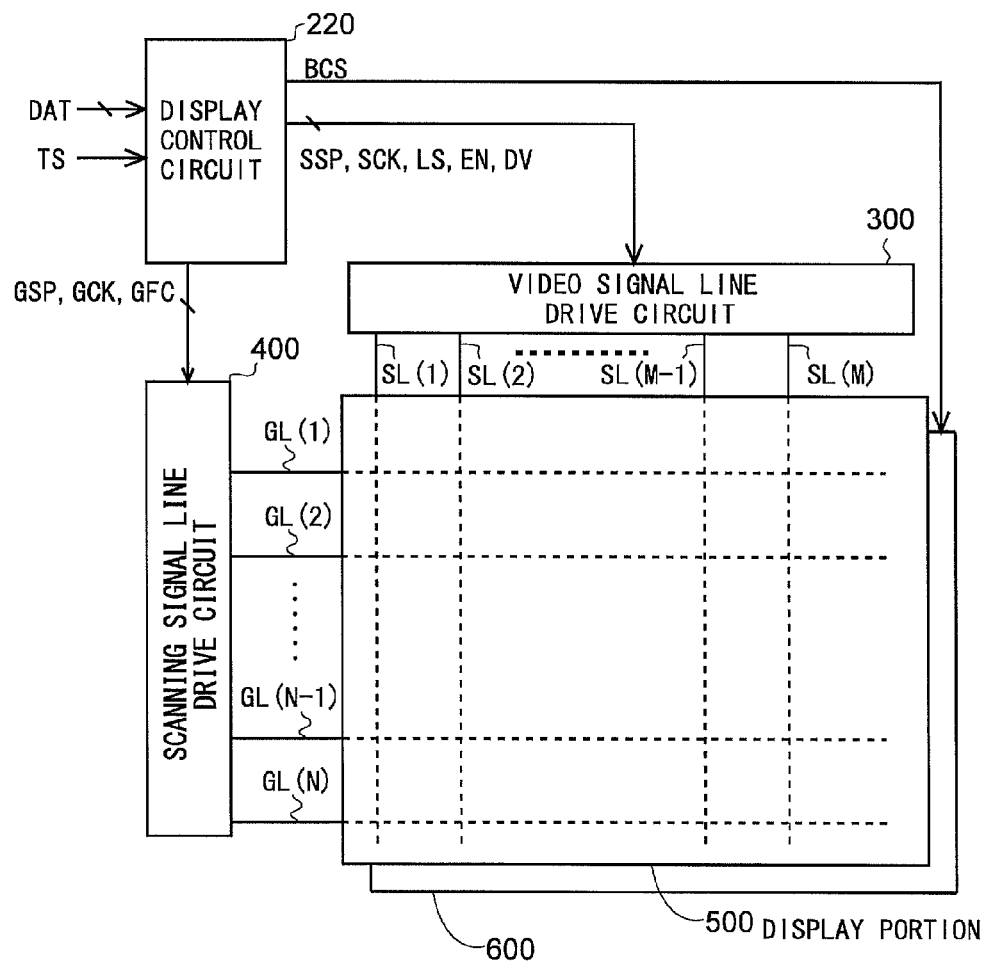 220
BCS
DAT
DISPLAY
CONTROL
CIRCUIT
TS
SSP, SCK, LS, EN, DV
300
VIDEO SIGNAL LINE
DRIVE CIRCUIT
GSP, GCK, GFC
400
SL(1)
SL(2)
SL(M-1)
SL(M)
GL(1)
GL(2)
SCANNING SIGNAL LINE
DRIVE CIRCUIT
GL(N-1)
GL(N)
500 DISPLAY PORTION
600